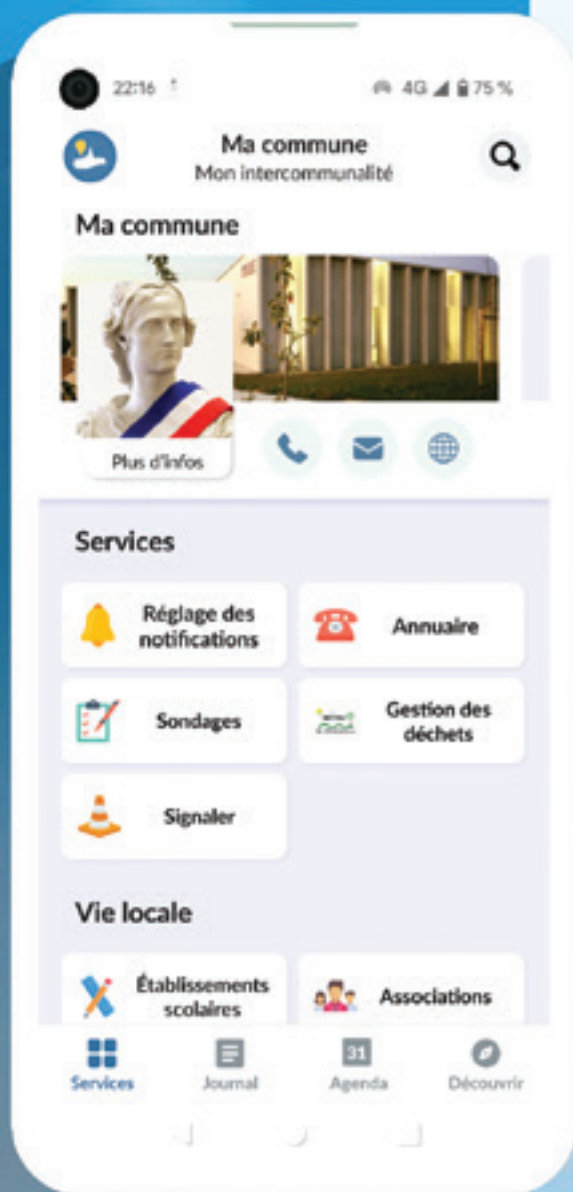 22:16
4G 75 %
Ma commune
Mon intercommunalité
Ma commune
Plus d'infos
Services
Réglage des
notifications
Annuaire
Sondages
Gestion des
déchets
Signaler
Vie locale
Établissements
scolaires
Associations
31
Services
Journal
Agenda
Découvrir